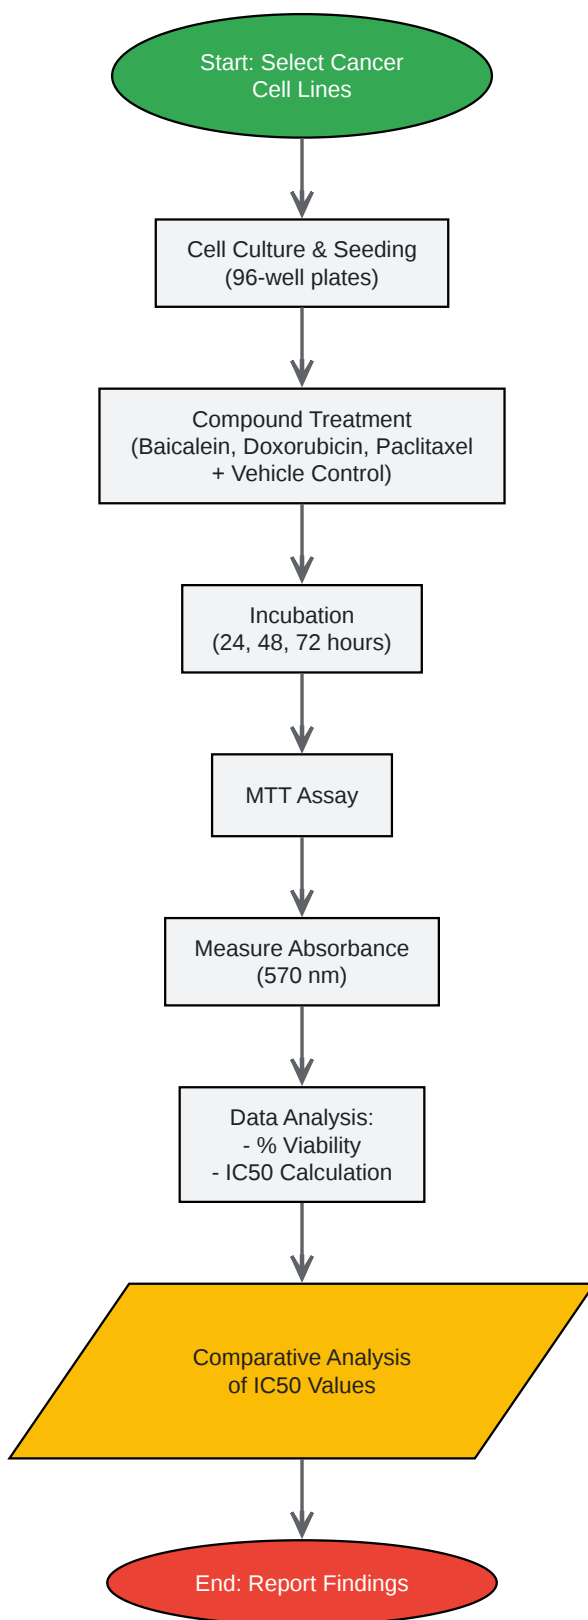 Start: Select Cancer
Cell Lines
Cell Culture & Seeding
(96-well plates)
Compound Treatment
(Baicalein, Doxorubicin, Paclitaxel
+ Vehicle Control)
Incubation
(24, 48, 72 hours)
MTT Assay
Measure Absorbance
(570 nm)
Data Analysis:
- % Viability
- IC50 Calculation
Comparative Analysis
of IC50 Values
End: Report Findings